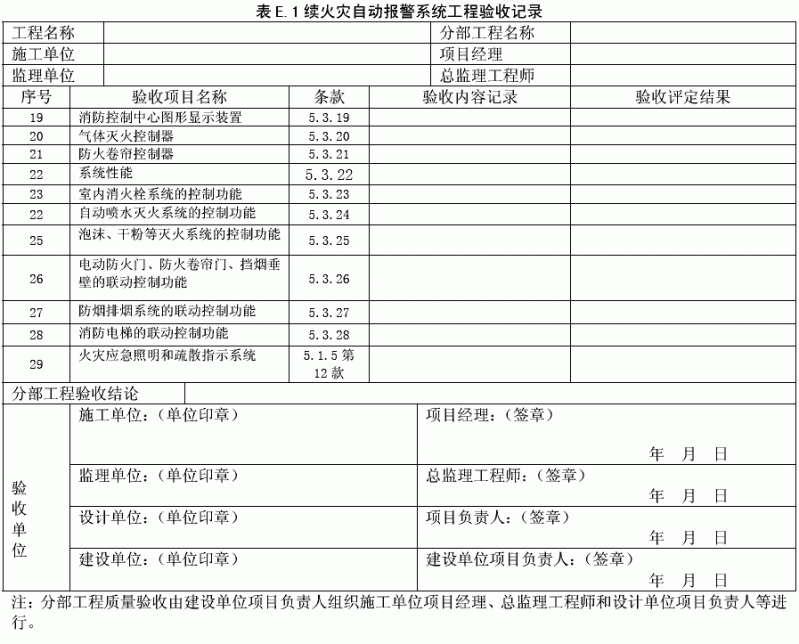 表 E.1 续火灾自动报警系统工程验收记录
工程名称 分部工程名称
施工单位 项目经理
监理单位 总监理工程师
序号 验收项目名称 条款 验收内容记录 验收评定结果
19 消防控制中心图形显示装置 5.3.19
20 气体灭火控制器 5.3.20
21 防火卷帘控制器 5.3.21
22 系统性能 5.3.22
23 室内消火栓系统的控制功能 5.3.23
22 自动喷水灭火系统的控制功能 5.3.24
25 泡沫、干粉等灭火系统的控制功能 5.3.25
26 电动防火门、防火卷帘门、挡烟垂 5.3.26
壁的联动控制功能
27 防烟排烟系统的联动控制功能 5.3.27
28 消防电梯的联动控制功能 5.3.28
29 火灾应急照明和疏散指示系统 5.1.5 第
12 款
分部工程验收结论
验收单位
施工单位：（单位印章） 项目经理：（签章）
年 月 日
监理单位：（单位印章） 总监理工程师：（签章）
年 月 日
设计单位：（单位印章） 项目负责人：（签章）
年 月 日
建设单位：（单位印章） 建设单位项目负责人：（签章）
年 月 日
注：分部工程质量验收由建设单位项目负责人组织施工单位项目经理、总监理工程师和设计单位项目负责人等进
行。